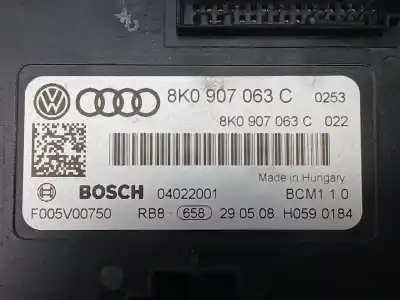 8K0 907 063 C 0253
8K0 907 063 C 022
Made in Hungary
BOSCH 04022001 BCM1 1.0
F005V00750 RB8- 658 29.05.08 H059 0184